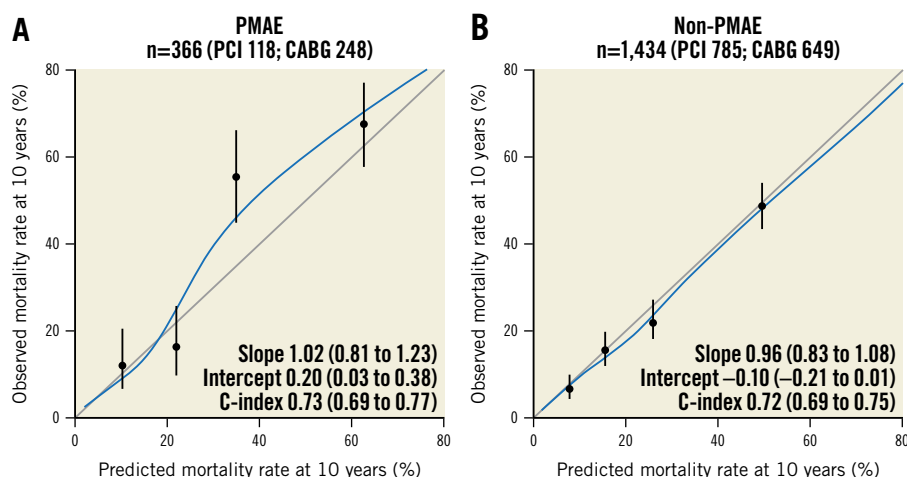 A
PMAE
n=366 (PCI 118; CABG 248)
Observed mortality rate at 10 years (%)
80
60
40
20
0
Slope 1.02 (0.81 to 1.23)
Intercept 0.20 (0.03 to 0.38)
C-index 0.73 (0.69 to 0.77)
0 20 40 60 80
Predicted mortality rate at 10 years (%)
B
Non-PMAE
n=1,434 (PCI 785; CABG 649)
Observed mortality rate at 10 years (%)
80
60
40
20
0
Slope 0.96 (0.83 to 1.08)
Intercept –0.10 (–0.21 to 0.01)
C-index 0.72 (0.69 to 0.75)
0 20 40 60 80
Predicted mortality rate at 10 years (%)